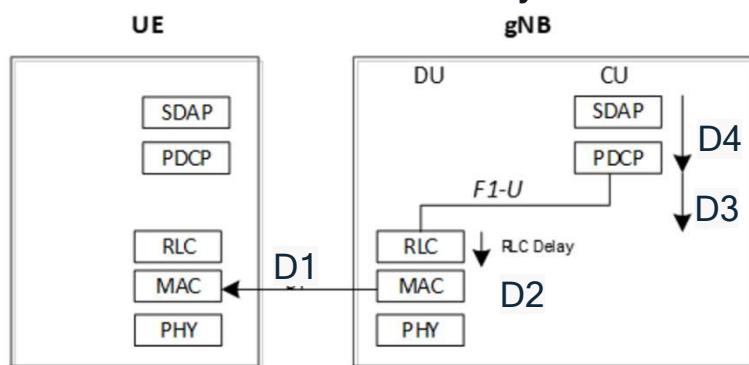 UE
gNB
DU
CU
SDAP
SDAP
D4
PDCP
PDCP
F1-U
D3
RLC
RLC
RLC Delay
D1
MAC
MAC
D2
PHY
PHY